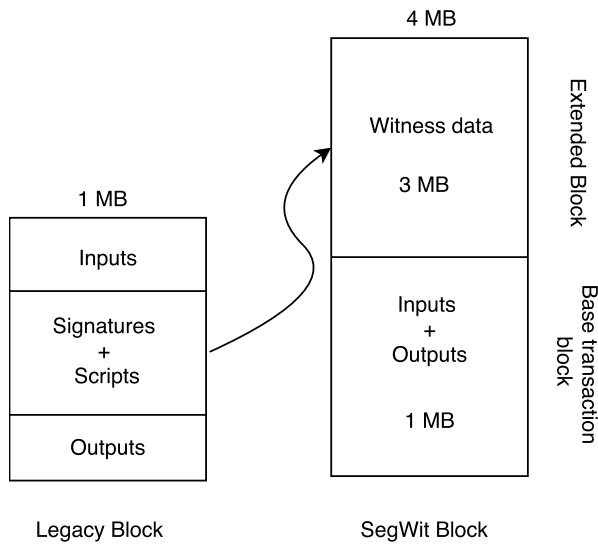 1 MB
Inputs
Signatures
+
Scripts
Outputs
Legacy Block
4 MB
Witness data
3 MB
Extended Block
Inputs
+
Outputs
1 MB
Base transaction
block
SegWit Block